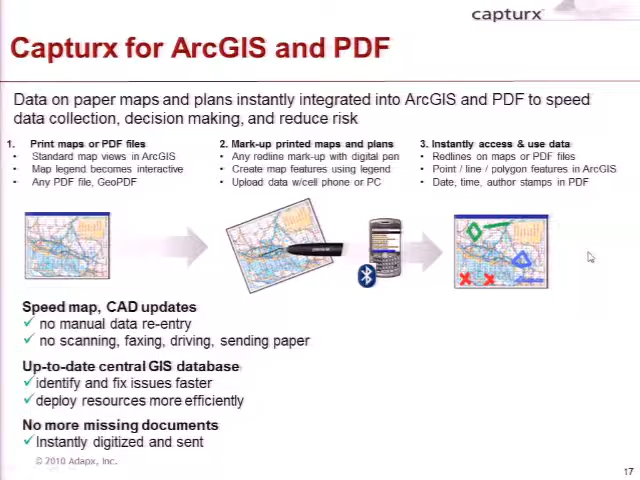 capturx
Capturx for ArcGIS and PDF
Data on paper maps and plans instantly integrated into ArcGIS and PDF to speed
data collection, decision making, and reduce risk
1. Print maps or PDF files
• Standard map views in ArcGIS
• Map legend becomes interactive
• Any PDF file, GeoPDF
2. Mark-up printed maps and plans
• Any redline mark-up with digital pen
• Create map features using legend
• Upload data w/cell phone or PC
3. Instantly access & use data
• Redlines on maps or PDF files
• Point / line / polygon features in ArcGIS
• Date, time, author stamps in PDF
Speed map, CAD updates
✓ no manual data re-entry
✓ no scanning, faxing, driving, sending paper
Up-to-date central GIS database
✓identify and fix issues faster
✓deploy resources more efficiently
No more missing documents
✓Instantly digitized and sent
© 2010 Adapx, Inc.
17